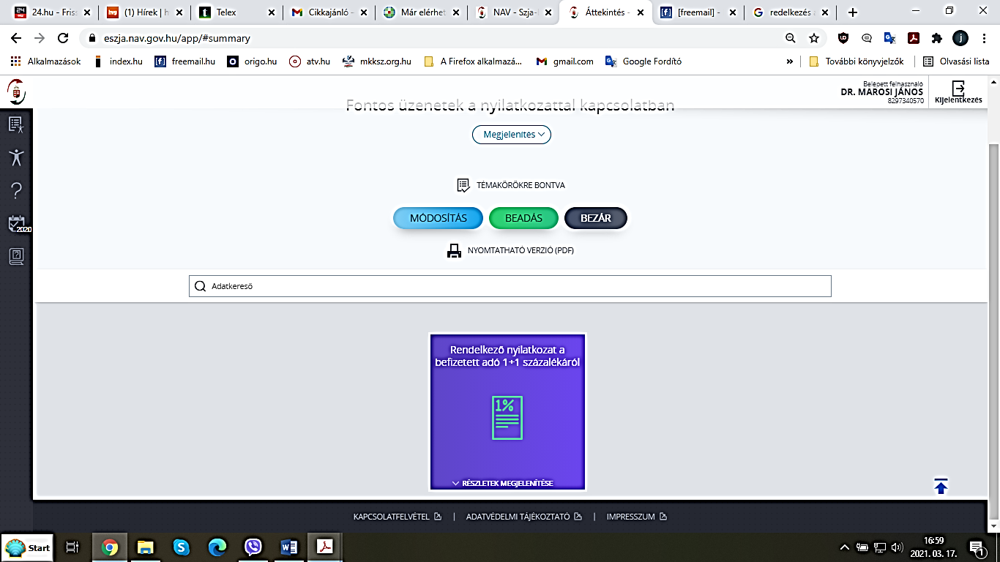 24.hu - Friss
(1) Hírek | h
Telex
Cikkajánló -
Már elérhet
NAV - Szja-
Áttekintés -
[freemail] -
redelkezés
eszja.nav.gov.hu/app/#summary
Alkalmazások
index.hu
freemail.hu
origo.hu
atv.hu
mkksz.org.hu
A Firefox alkalmazá...
gmail.com
Google Fordító
»
További könyvjelzők
Olvasási lista
Belépett felhasználó
DR. MAROSI JÁNOS
8297340570
Kijelentkezés
Fontos üzenetek a nyilatkozattal kapcsolatban
Megjelenítés
2020
TÉMAKÖRÖKRE BONTVA
MÓDOSÍTÁS
BEADÁS
BEZÁR
NYOMTATHATÓ VERZIÓ (PDF)
Adatkereső
Rendelkező nyilatkozat a
befizetett adó 1+1 százalékáról
1%
RÉSZLETEK MEGJELENÍTÉSE
KAPCSOLATFELVÉTEL | ADATVÉDELMI TÁJÉKOZTATÓ | IMPRESSZUM
Start
16:59
2021. 03. 17.
1